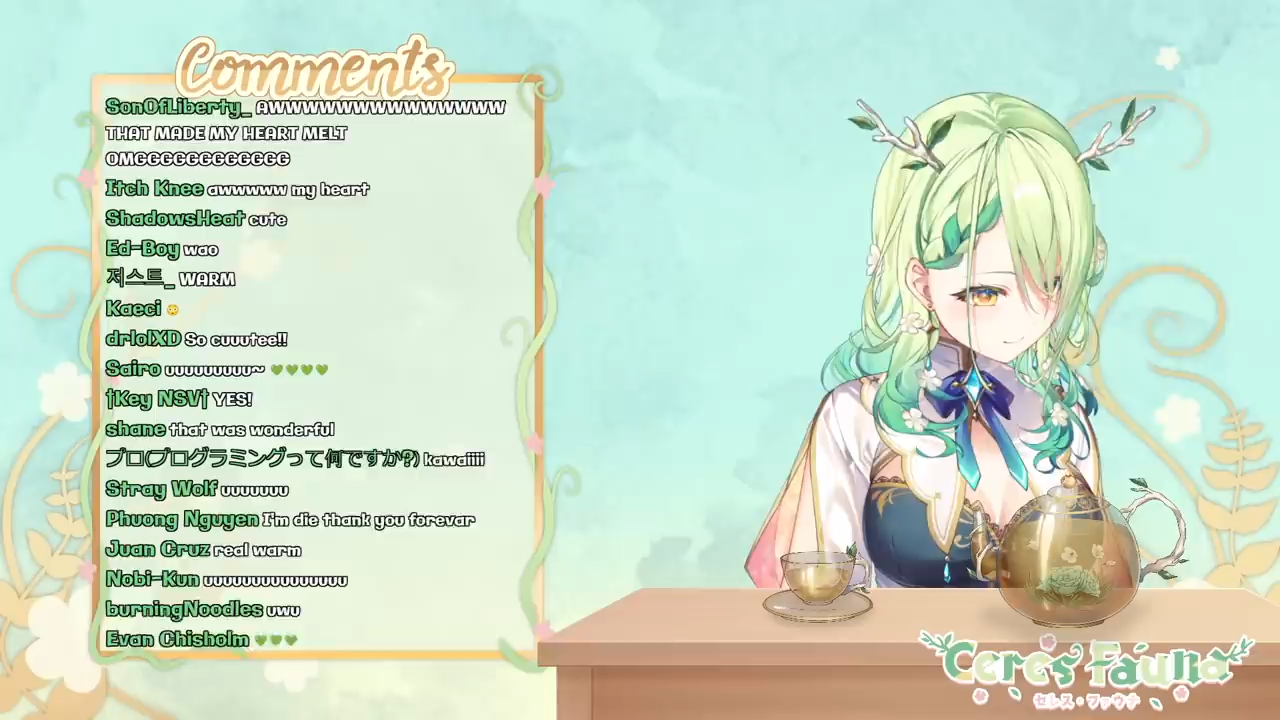 Comments
SonOfLiberty_ AWWWWWWWWWWWWWWW
THAT MADE MY HEART MELT
OMGGGGGGGGGGGGG
Itch Knee awwwww my heart
ShadowsHeat cute
Ed-Boy wao
저스트_ WARM
Kaeci 😳
drlolXD So cuuutee!!
Sairo uuuuuuuuu~ 💚💚💚💚
†Key NSV† YES!
shane that was wonderful
プロ(プログラミングって何ですか?) kawaiiii
Stray Wolf uuuuuuu
Phuong Nguyen I'm die thank you forevar
Juan Cruz real warm
Nobi-Kun uuuuuuuuuuuuuuu
burningNoodles uwu
Evan Chisholm 💚💚💚
Ceres Fauna
セレス・ファウナ